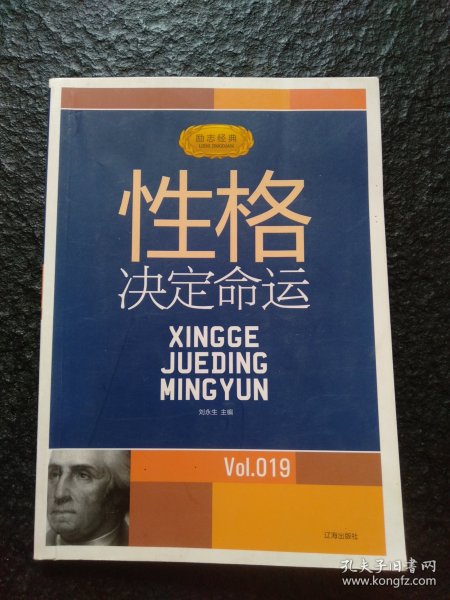 励志经典
LIZHI JINGDIAN
性格
决定命运
XINGGE
JUEDING
MINGYUN
刘永生 主编
Vol.019
辽海出版社
孔夫子旧书网
www.kongfz.com